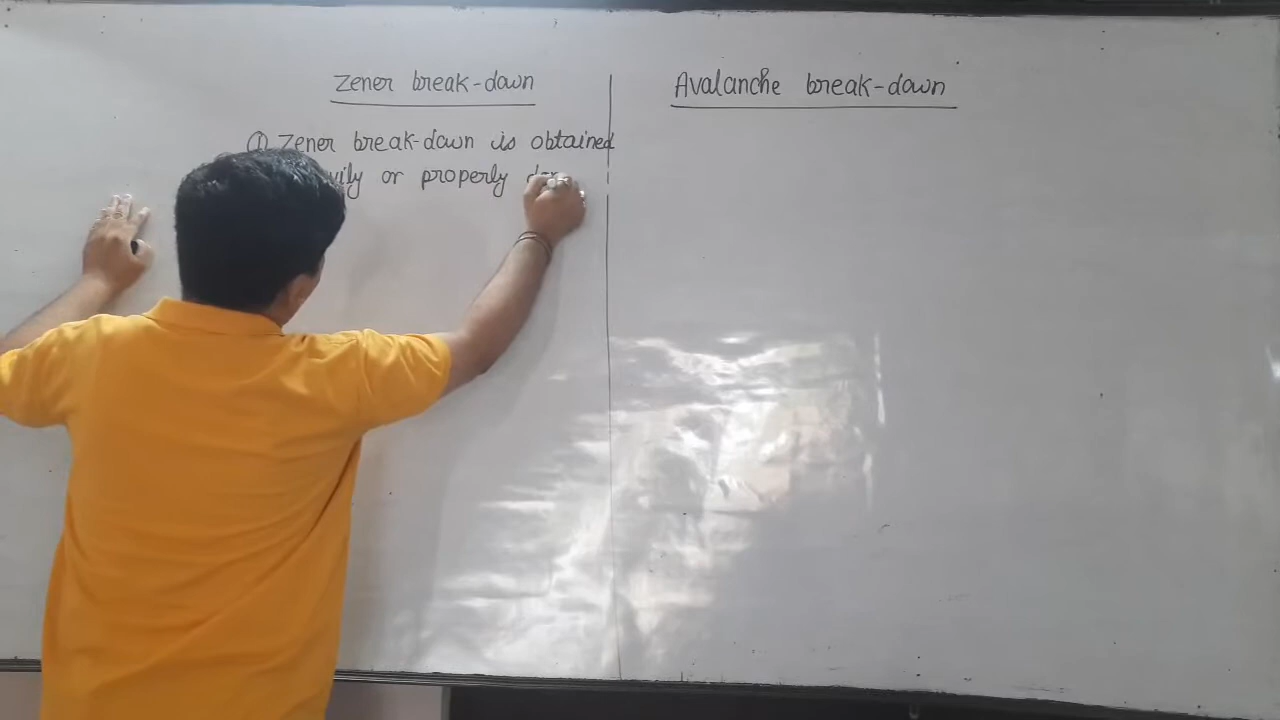 Zener break-down
Avalanche break-down
① Zener break-down is obtained
or properly